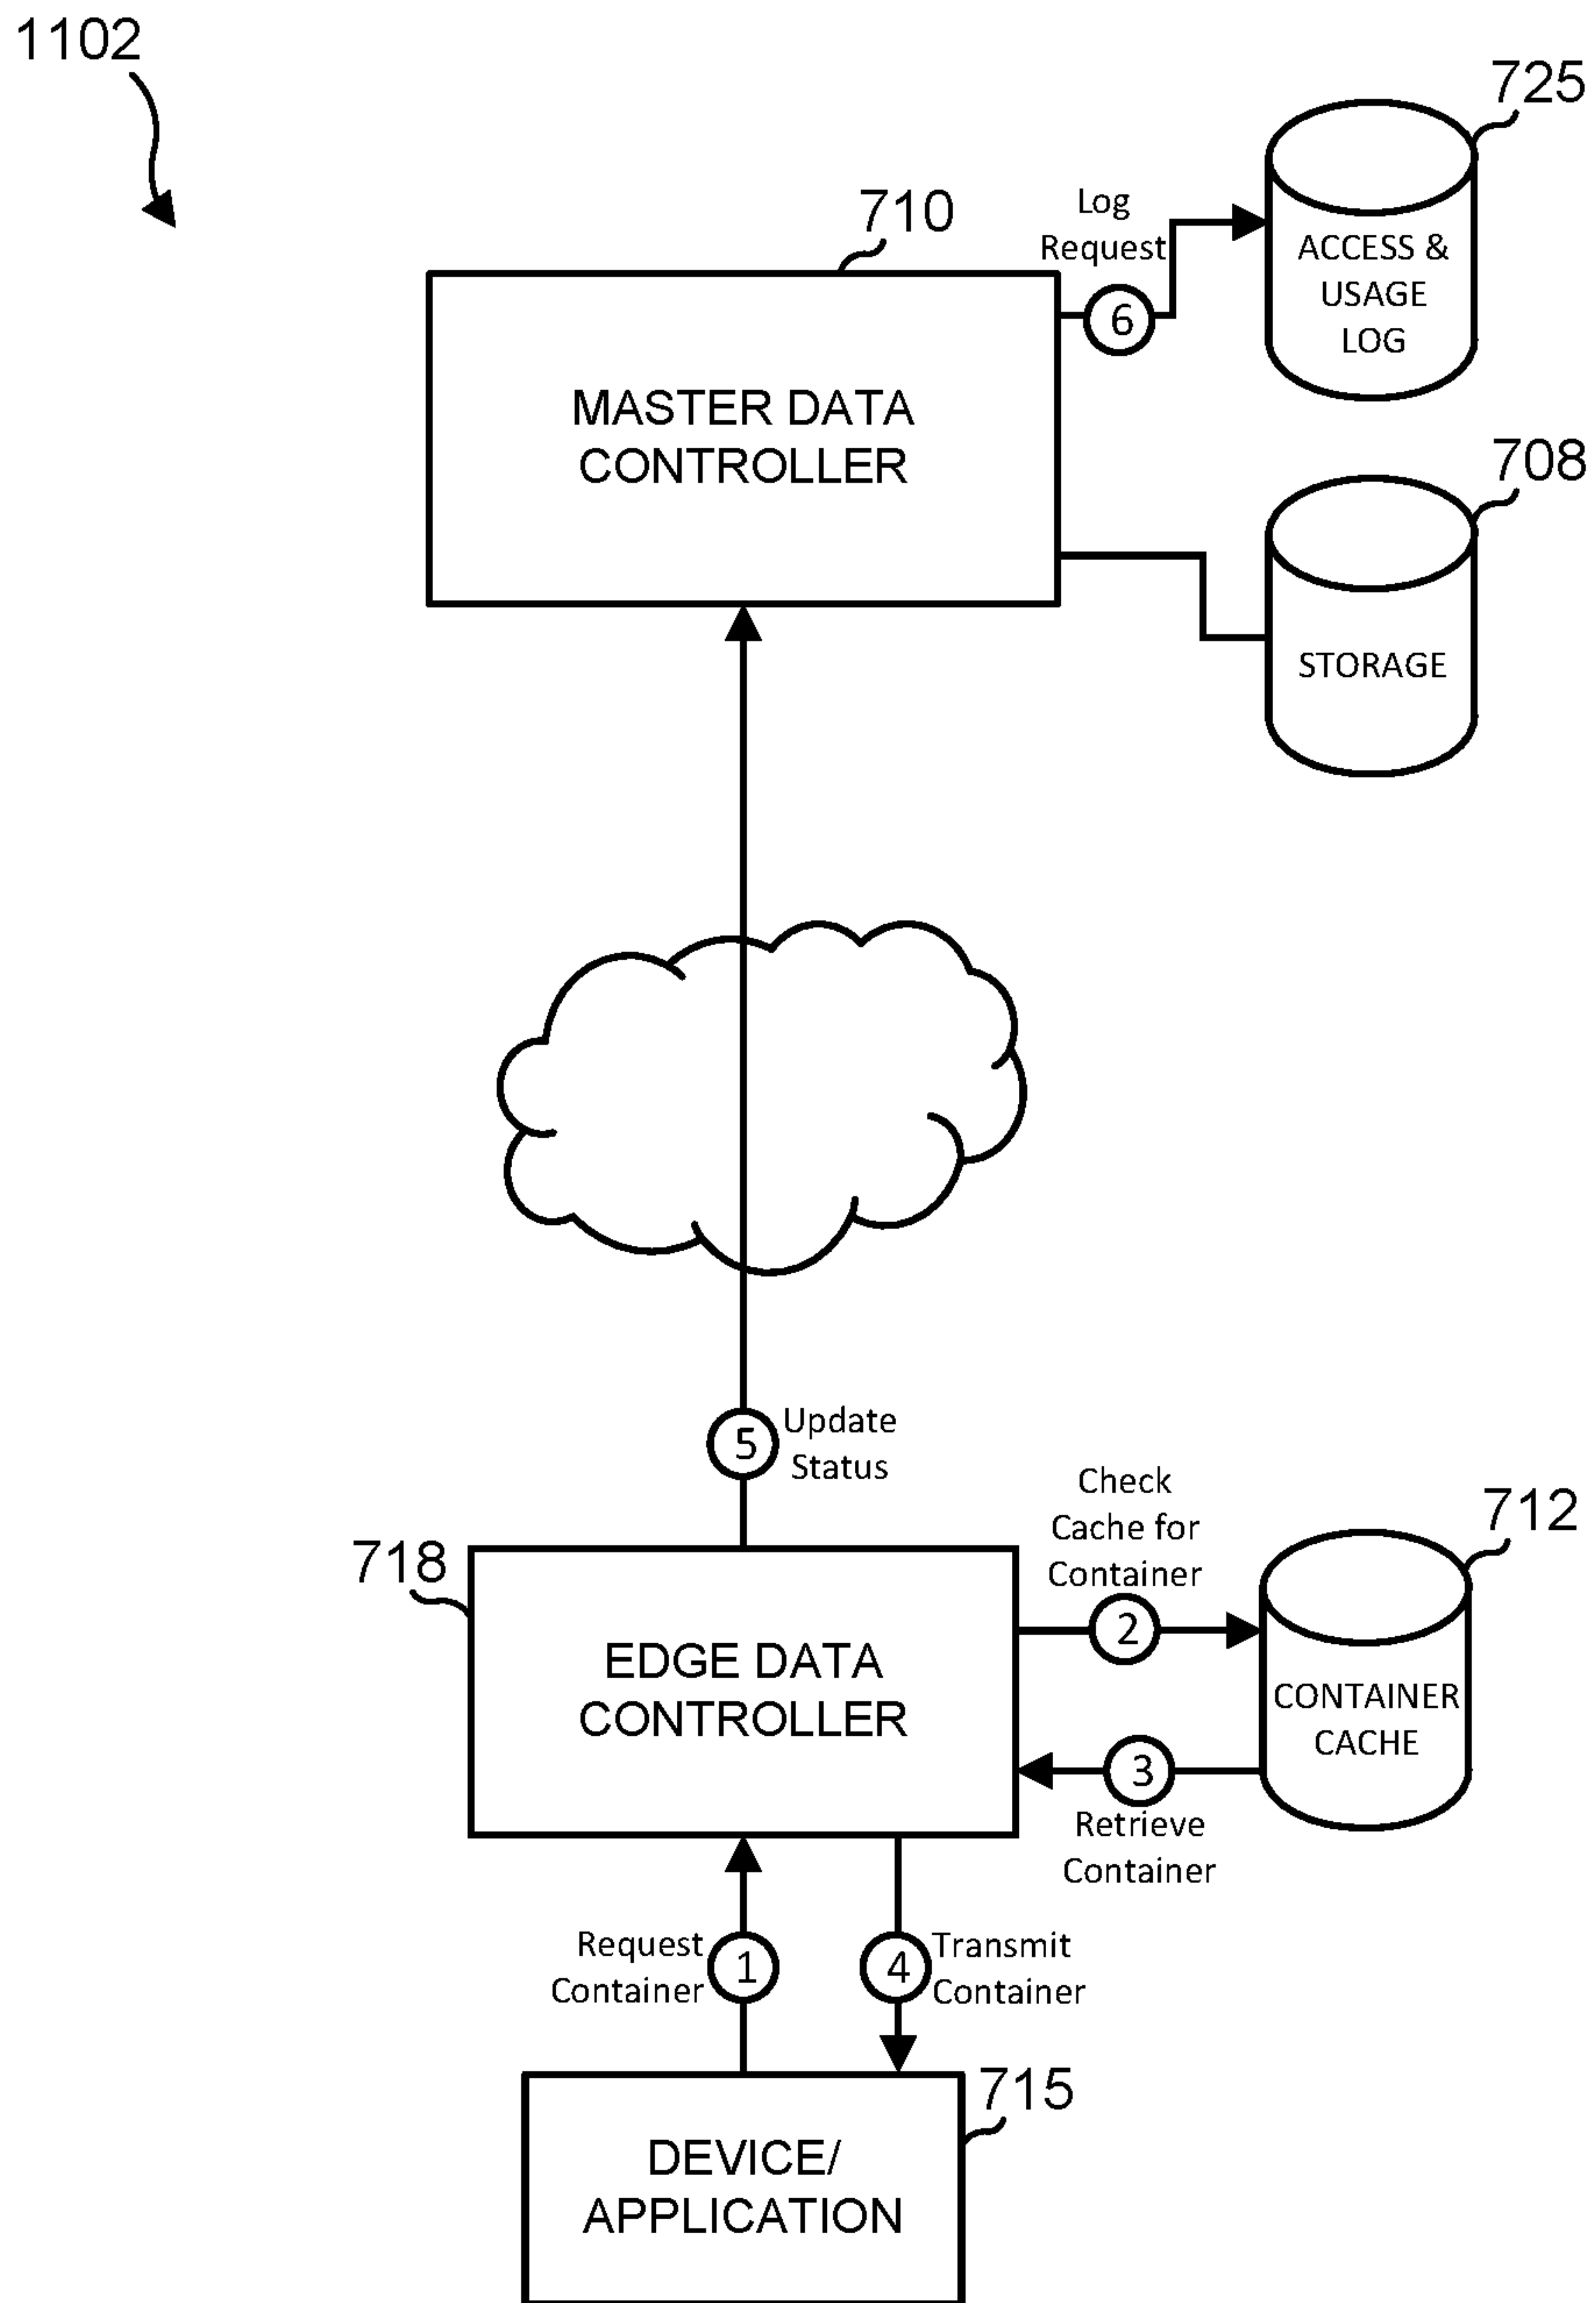 1102
725
710
Log
Request
6
ACCESS &
USAGE
LOG
MASTER DATA
CONTROLLER
708
STORAGE
5
Update
Status
Check
Cache for
Container
712
718
2
EDGE DATA
CONTROLLER
CONTAINER
CACHE
3
Retrieve
Container
Request
Container
1
4
Transmit
Container
715
DEVICE/
APPLICATION